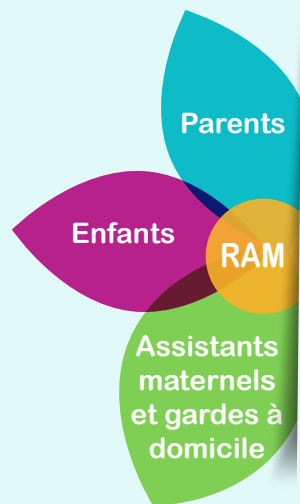 Parents
Enfants
RAM
Assistants
maternels
et gardes à
domicile